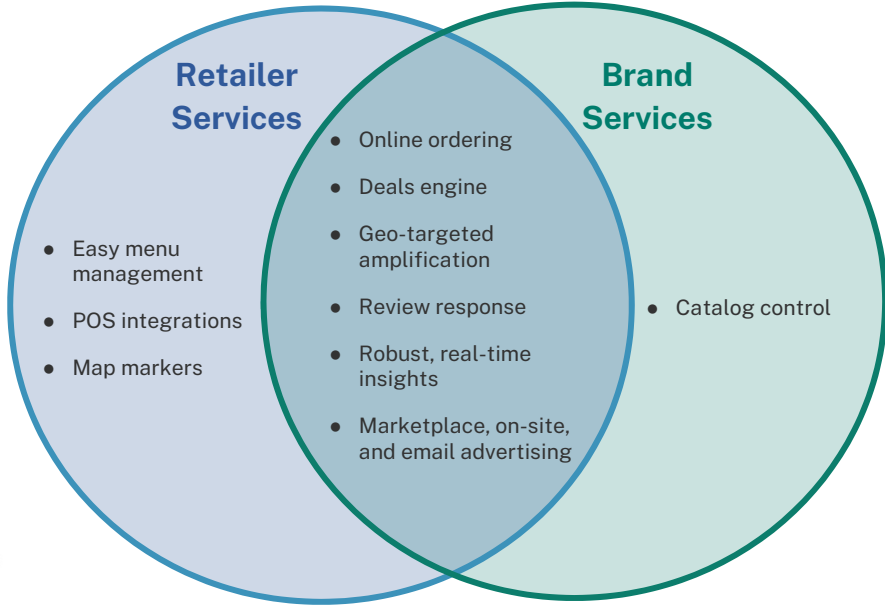 Retailer
Services
Brand
Services
● Easy menu
management
● POS integrations
● Map markers
● Online ordering
● Deals engine
● Geo-targeted
amplification
● Review response
● Robust, real-time
insights
● Marketplace, on-site,
and email advertising
● Catalog control